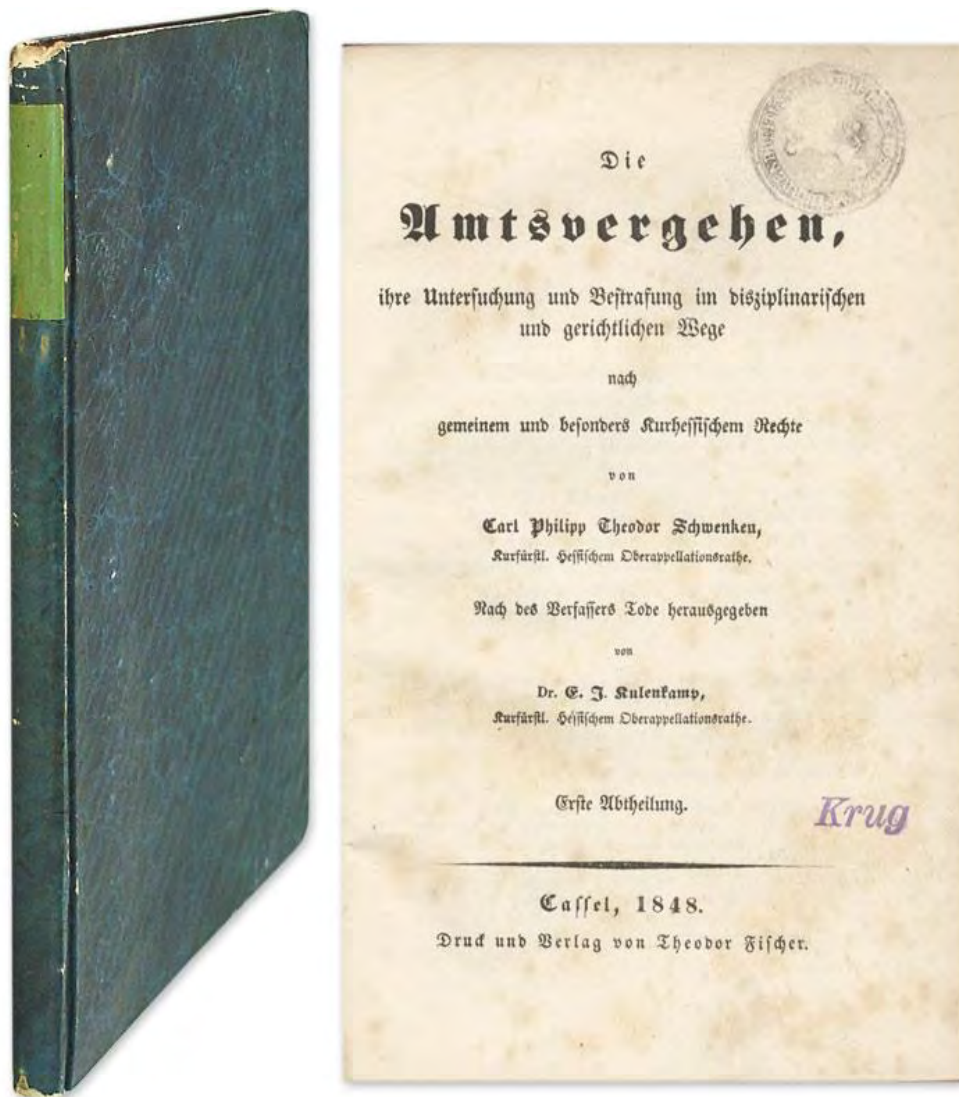 Die
Amtsvergehen,
ihre Untersuchung und Bestrafung im disziplinarischen
und gerichtlichen Wege
nach
gemeinem und besonders Kurhessischem Rechte
von
Carl Philipp Theodor Schwenken,
Kurfürstl. Hessischem Oberappellationsrathe.
Nach des Verfassers Tode herausgegeben
von
Dr. E. J. Kulenkamp,
Kurfürstl. Hessischem Oberappellationsrathe.
Erste Abtheilung.
Krug
Cassel, 1848.
Druck und Verlag von Theodor Fischer.